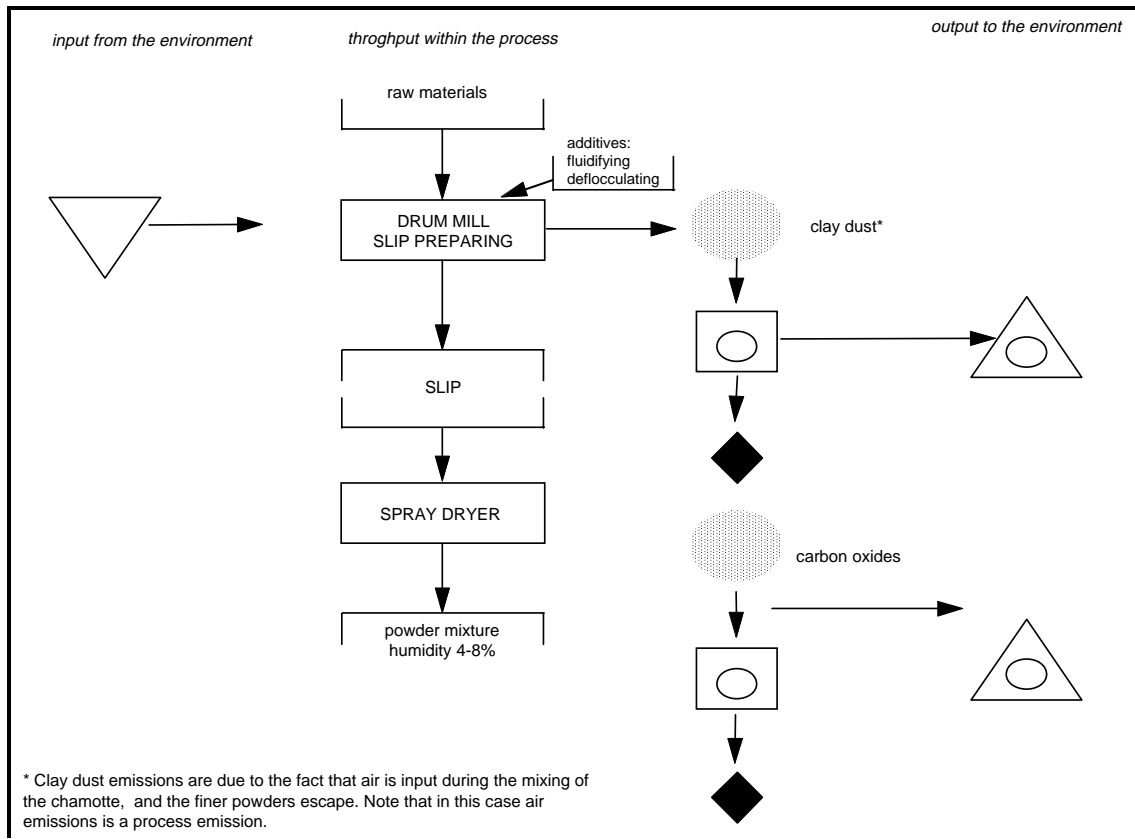 input from the environment
throghput within the process
output to the environment
raw materials
additives:
fluidifying
deflocculating
DRUM MILL
SLIP PREPARING
clay dust*
SLIP
SPRAY DRYER
carbon oxides
powder mixture
humidity 4-8%
* Clay dust emissions are due to the fact that air is input during the mixing of
the chamotte, and the finer powders escape. Note that in this case air
emissions is a process emission.